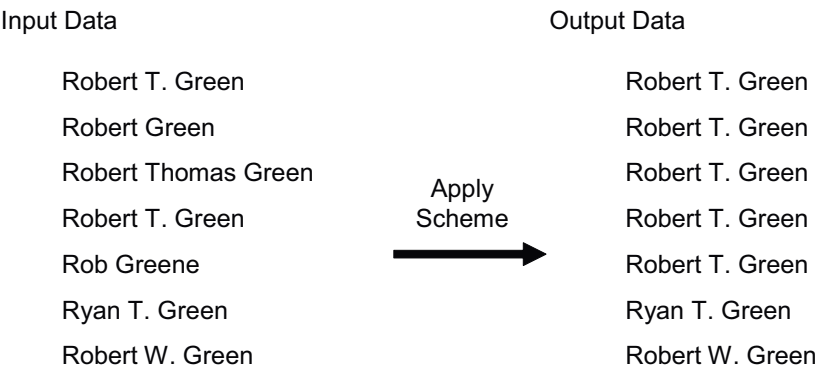 Input Data
Output Data
Robert T. Green
Robert T. Green
Robert Green
Robert T. Green
Robert Thomas Green
Robert T. Green
Apply
Scheme
Robert T. Green
Robert T. Green
Rob Greene
Robert T. Green
Ryan T. Green
Ryan T. Green
Robert W. Green
Robert W. Green